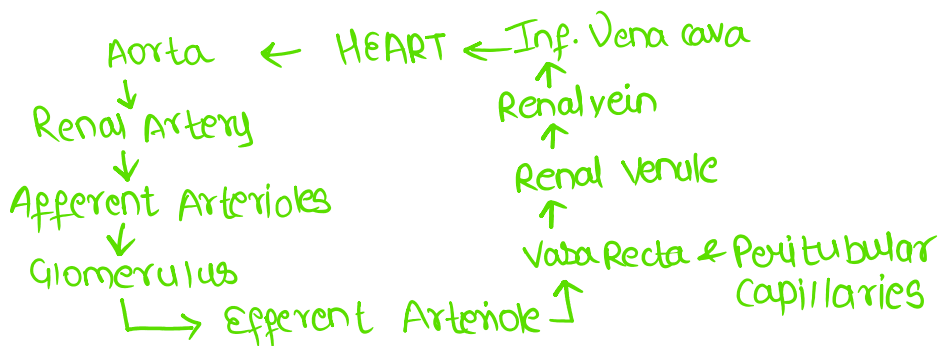 Aorta ← HEART ← Inf. Vena cava
Renal vein
Renal Artery
Renal Venule
Afferent Arterioles
Vasa Recta & Peritubular
Glomerulus
Capillaries
Efferent Arteriole